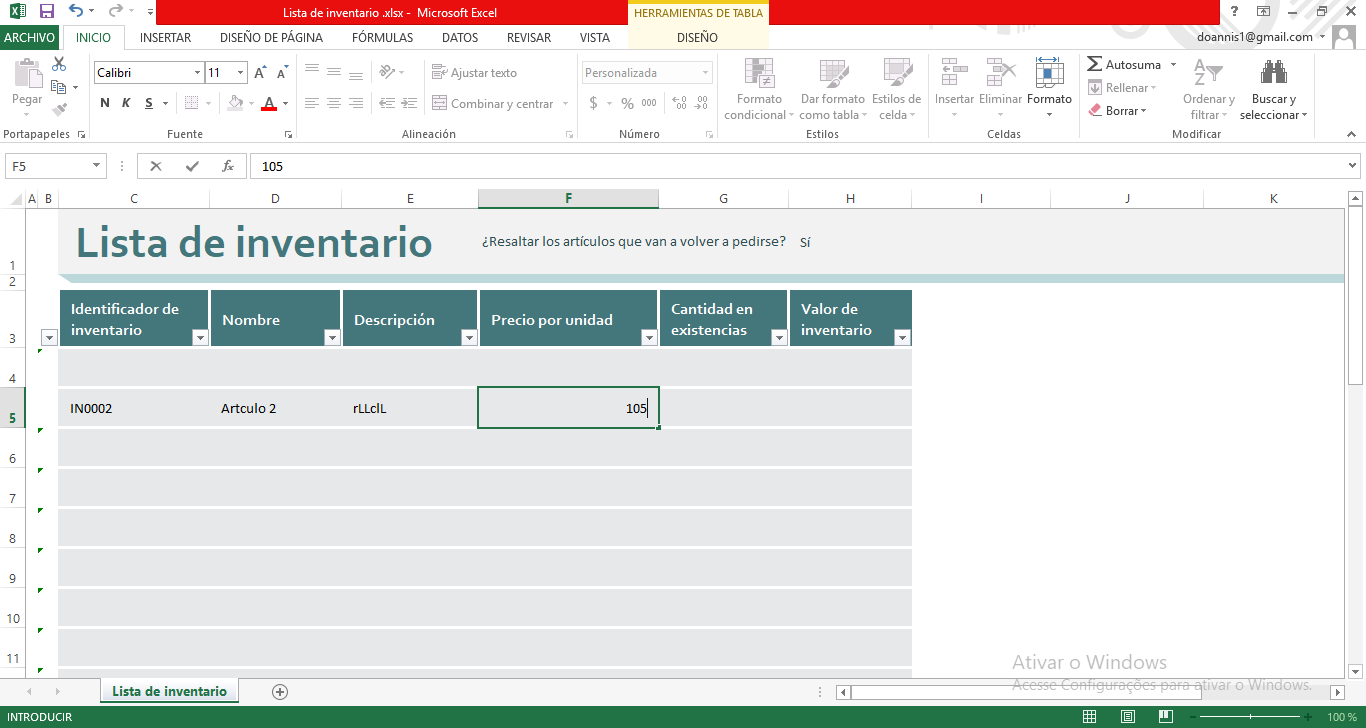 Lista de inventario .xlsx - Microsoft Excel
HERRAMIENTAS DE TABLA
?
ARCHIVO INICIO INSERTAR DISEÑO DE PÁGINA FÓRMULAS DATOS REVISAR VISTA DISEÑO doannis1@gmail.com
Pegar
Calibri 11
N K S
Ajustar texto
Combinar y centrar
Personalizada
$ % 000
Formato condicional
Dar formato como tabla
Estilos de celda
Insertar Eliminar Formato
Autosuma
Rellenar
Borrar
Ordenar y filtrar
Buscar y seleccionar
Portapapeles Fuente Alineación Número Estilos Celdas Modificar
F5 fx 105
A B C D E F G H I J K
1 Lista de inventario ¿Resaltar los artículos que van a volver a pedirse? Sí
2
3 Identificador de inventario Nombre Descripción Precio por unidad Cantidad en existencias Valor de inventario
4
5 IN0002 Artculo 2 rLLclL 105
6
7
8
9
10
11
Ativar o Windows
Acesse Configurações para ativar o Windows.
Lista de inventario
INTRODUCIR 100 %